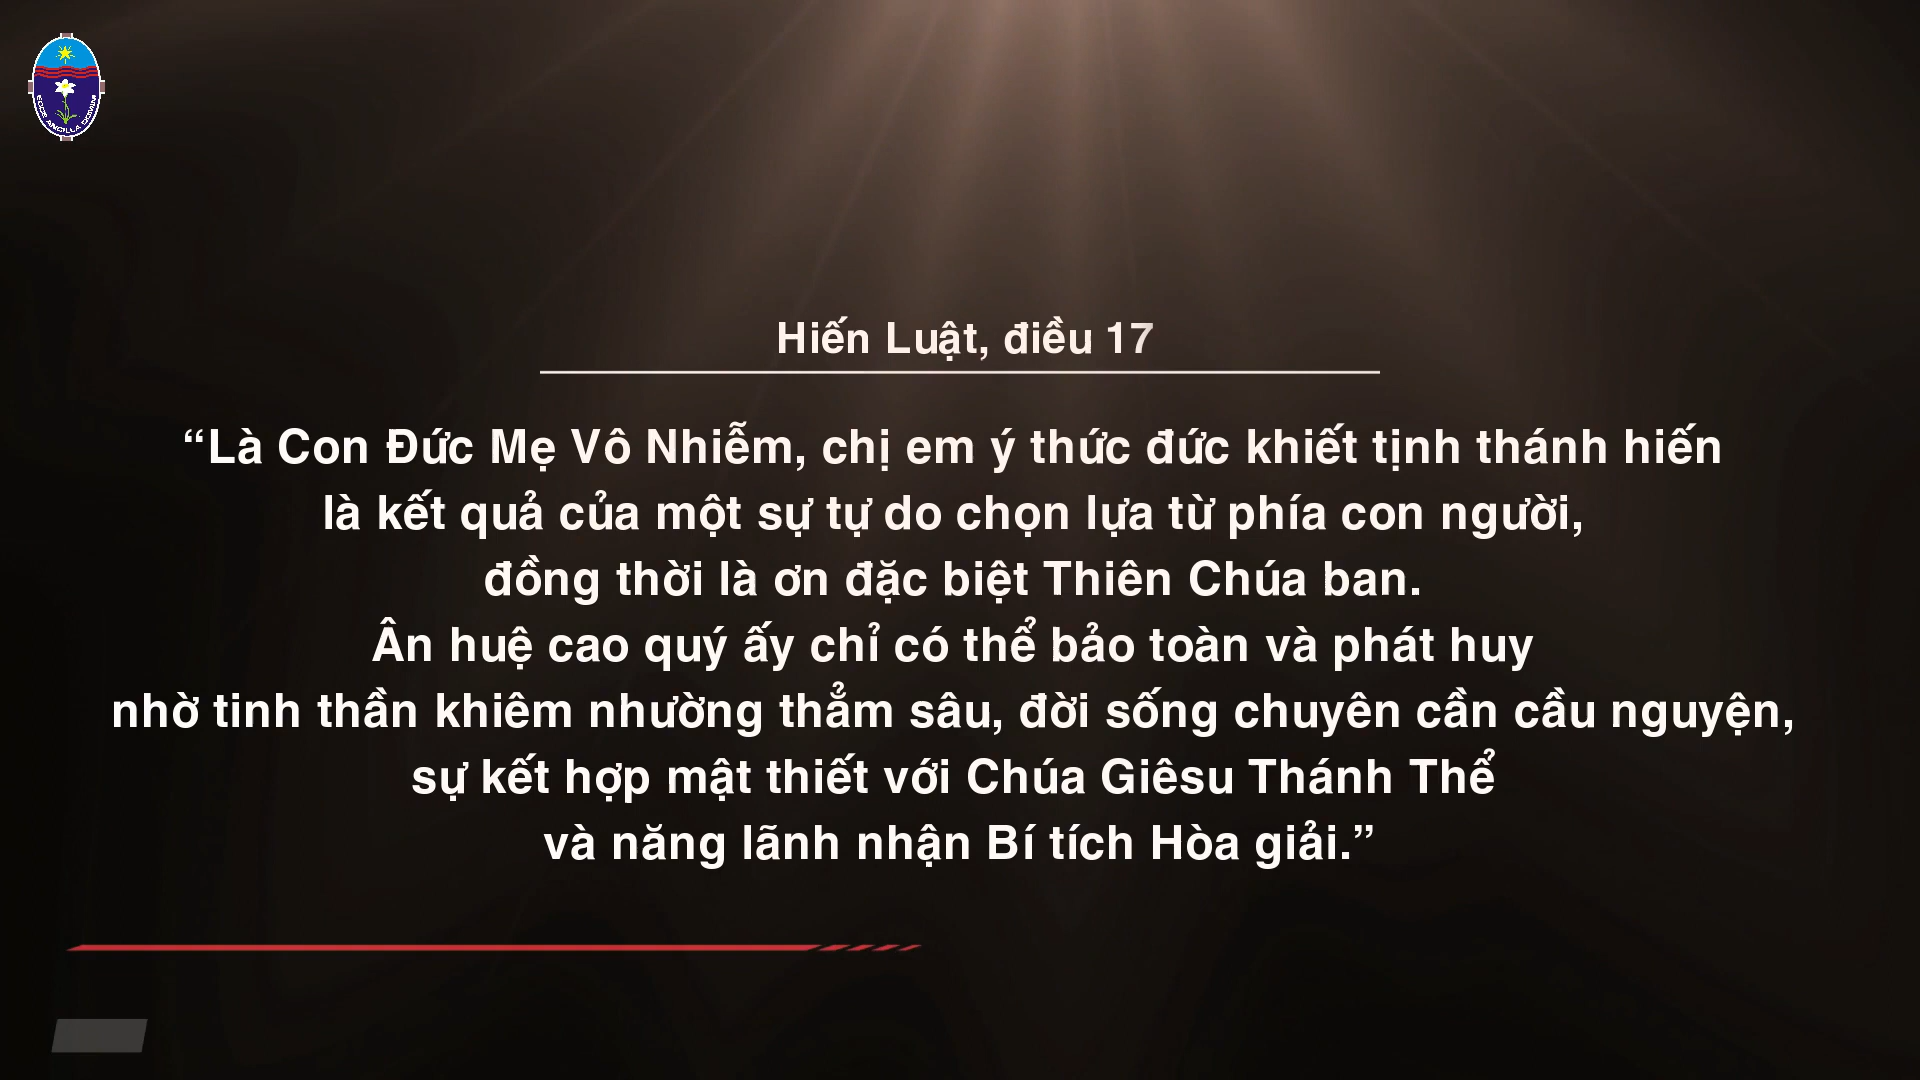 ECCE ANCILLA DOMINI
Hiến Luật, điều 17
“Là Con Đức Mẹ Vô Nhiễm, chị em ý thức đức khiết tịnh thánh hiến
là kết quả của một sự tự do chọn lựa từ phía con người,
đồng thời là ơn đặc biệt Thiên Chúa ban.
Ân huệ cao quý ấy chỉ có thể bảo toàn và phát huy
nhờ tinh thần khiêm nhường thẳm sâu, đời sống chuyên cần cầu nguyện,
sự kết hợp mật thiết với Chúa Giêsu Thánh Thể
và năng lãnh nhận Bí tích Hòa giải.”